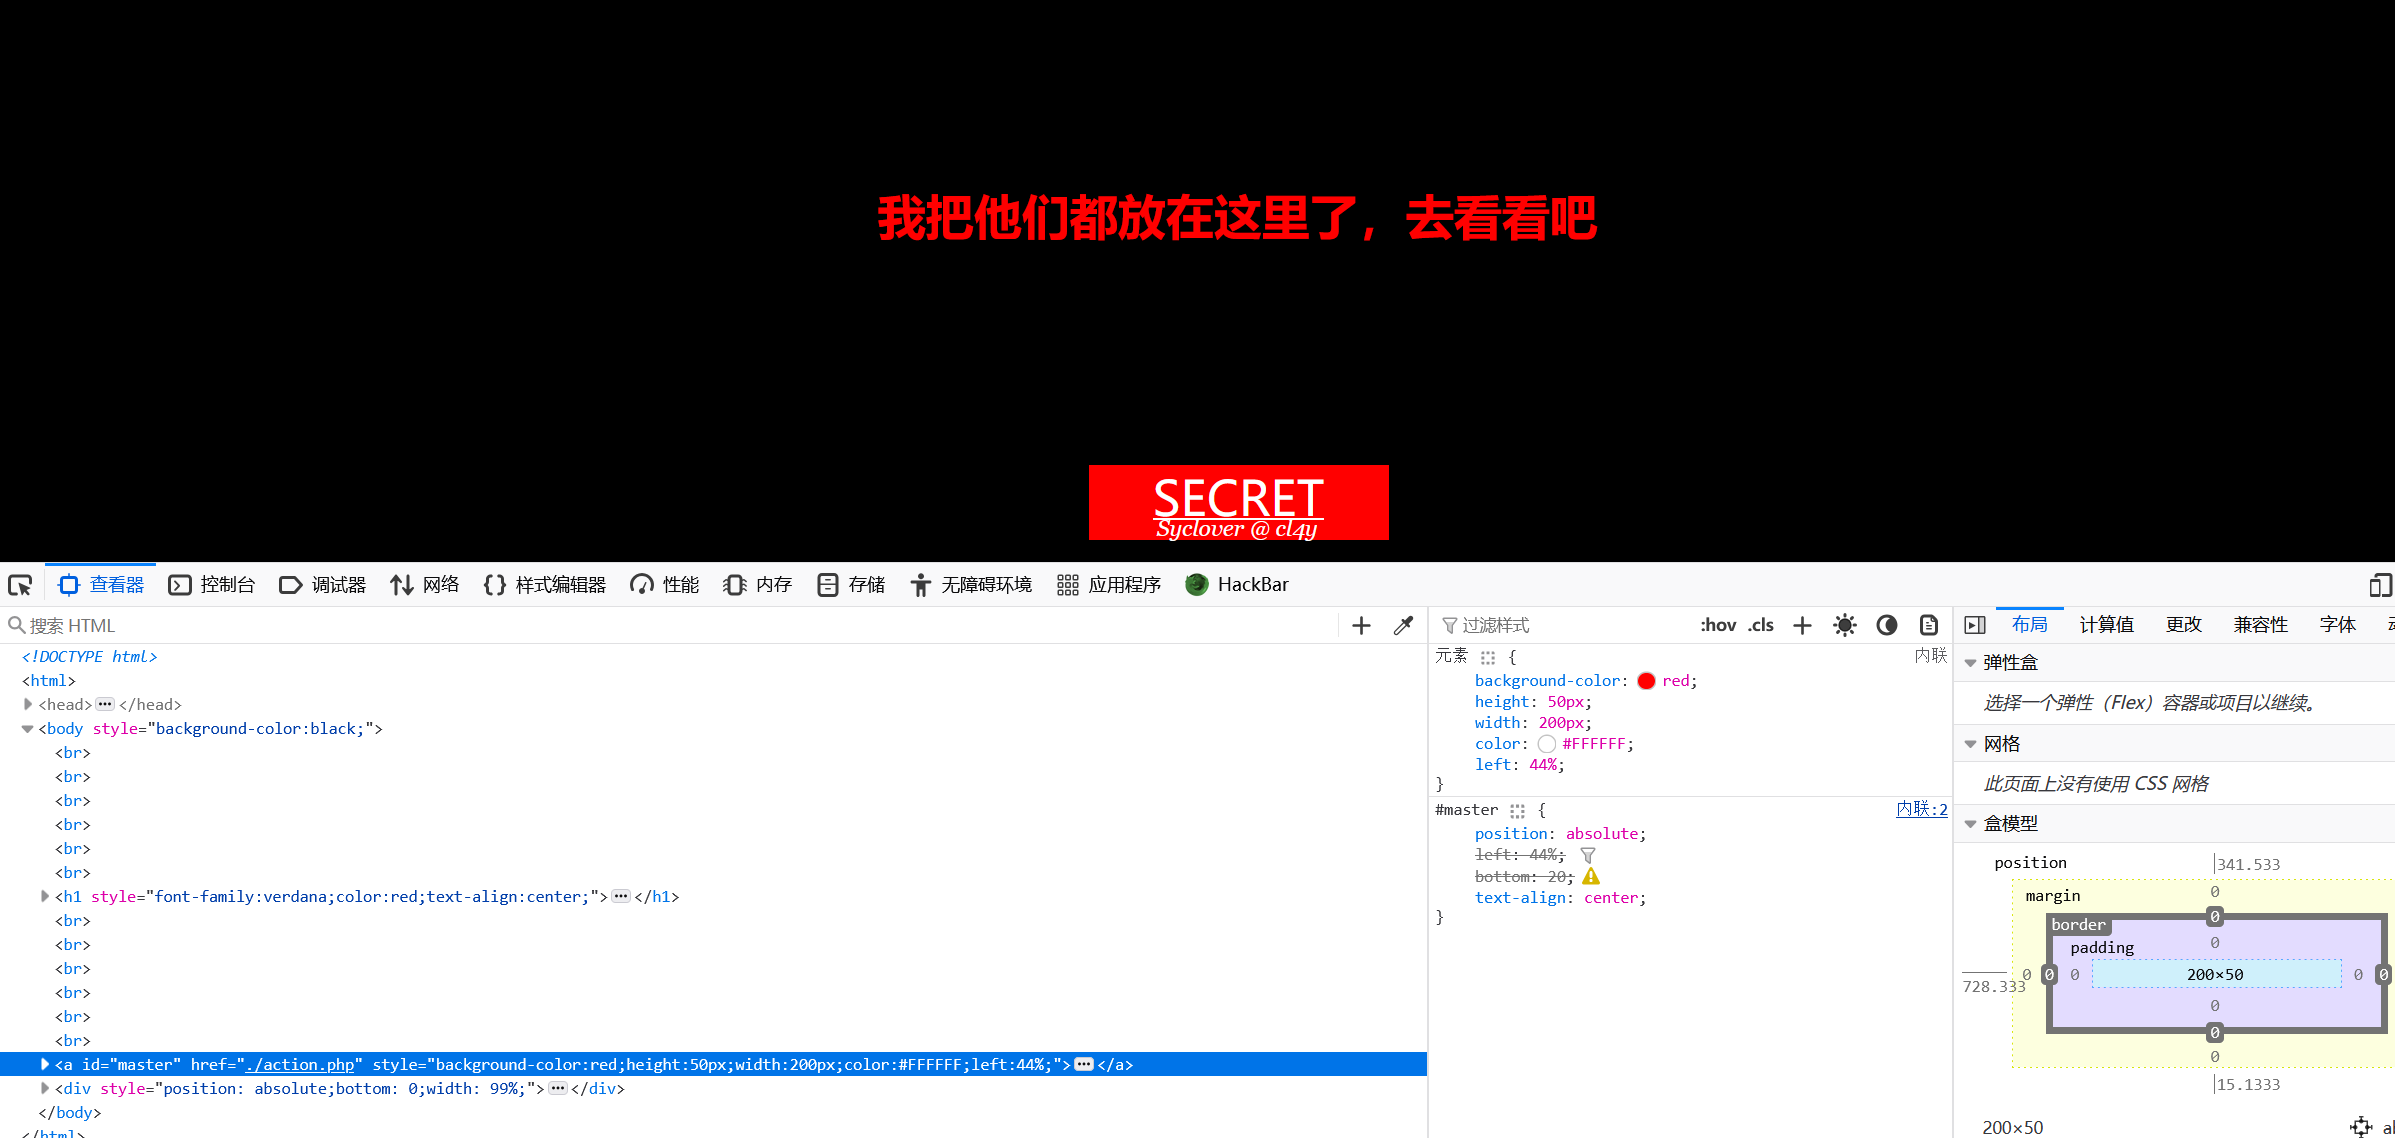 我把他们都放在这里了，去看看吧
SECRET
Syclover @ cl4y
查看器 控制台 调试器 网络 样式编辑器 性能 内存 存储 无障碍环境 应用程序 HackBar
搜索 HTML
<!DOCTYPE html>
<html>
<head>···</head>
<body style="background-color:black;">
<br>
<br>
<br>
<br>
<br>
<br>
<h1 style="font-family:verdana;color:red;text-align:center;">···</h1>
<br>
<br>
<br>
<br>
<br>
<br>
<a id="master" href="./action.php" style="background-color:red;height:50px;width:200px;color:#FFFFFF;left:44%;">···</a>
<div style="position: absolute;bottom: 0;width: 99%;">···</div>
</body>
</html>
过滤样式 :hov .cls
元素 { 内联
background-color: red;
height: 50px;
width: 200px;
color: #FFFFFF;
left: 44%;
}
#master { 内联:2
position: absolute;
left: 44%;
bottom: 20;
text-align: center;
}
布局 计算值 更改 兼容性 字体
弹性盒
选择一个弹性（Flex）容器或项目以继续。
网格
此页面上没有使用 CSS 网格
盒模型
position 341.533
margin 0
border 0
padding 0
728.333 0 0 0 200×50 0 0
0
0
0
15.1333
200×50